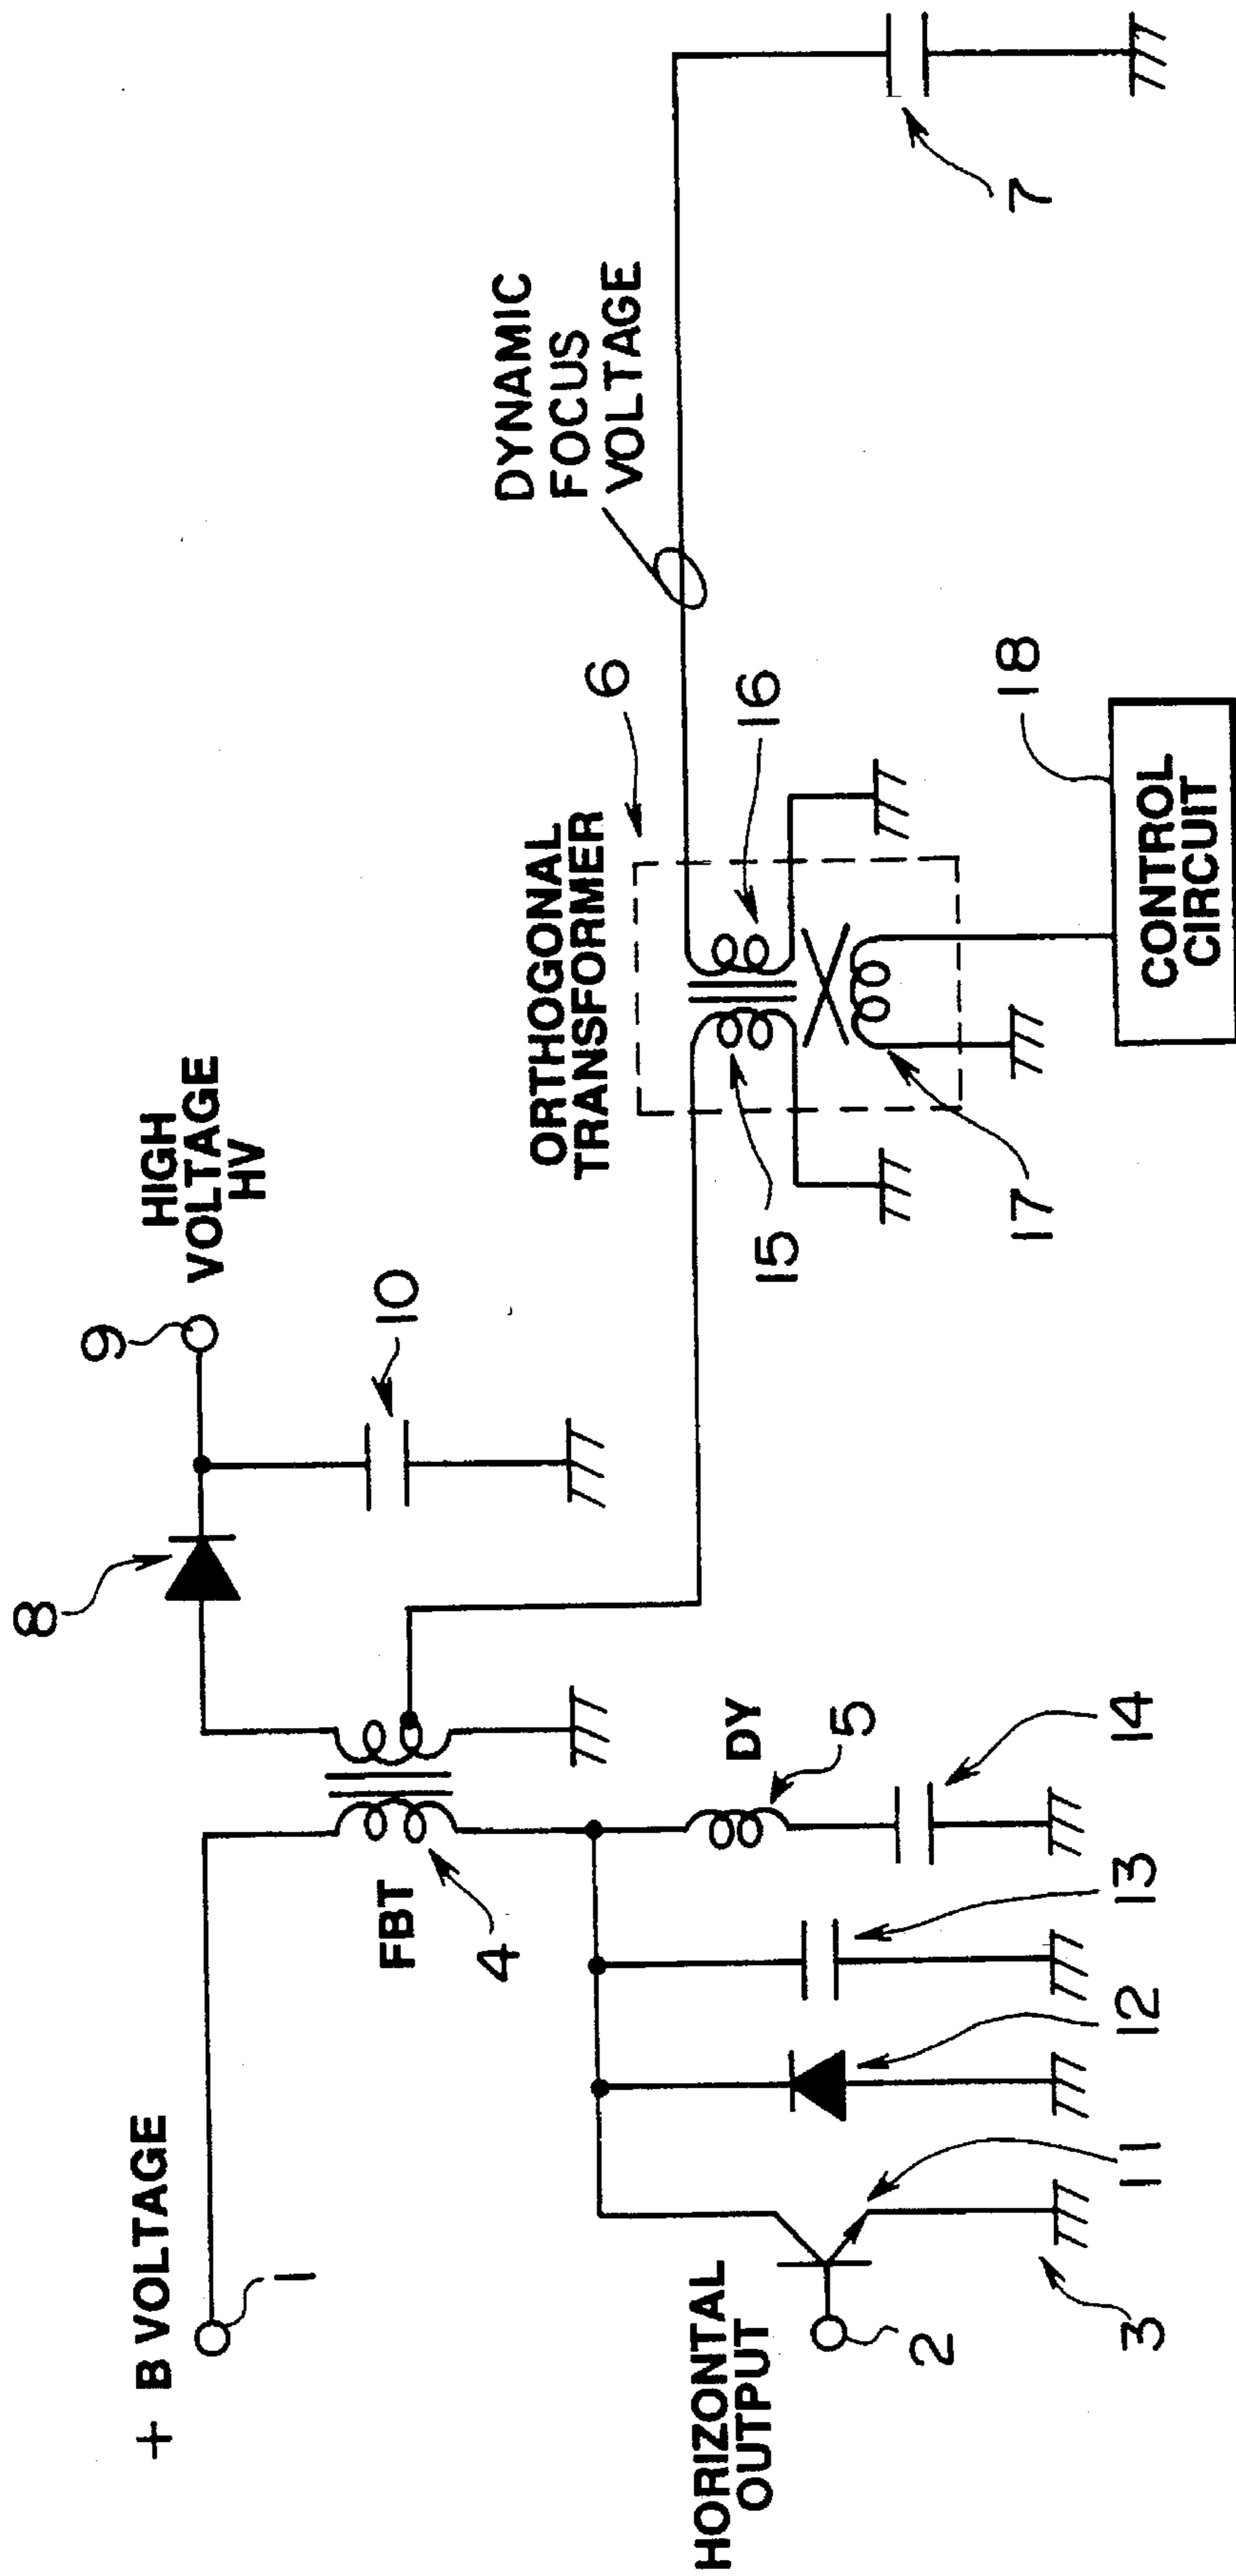 + B VOLTAGE
1
HORIZONTAL
OUTPUT
2
3
FBT
4
11
12
13
14
DY
5
8
9
HIGH
VOLTAGE
HV
10
ORTHOGONAL
TRANSFORMER
6
15
16
17
18
CONTROL
CIRCUIT
DYNAMIC
FOCUS
VOLTAGE
7